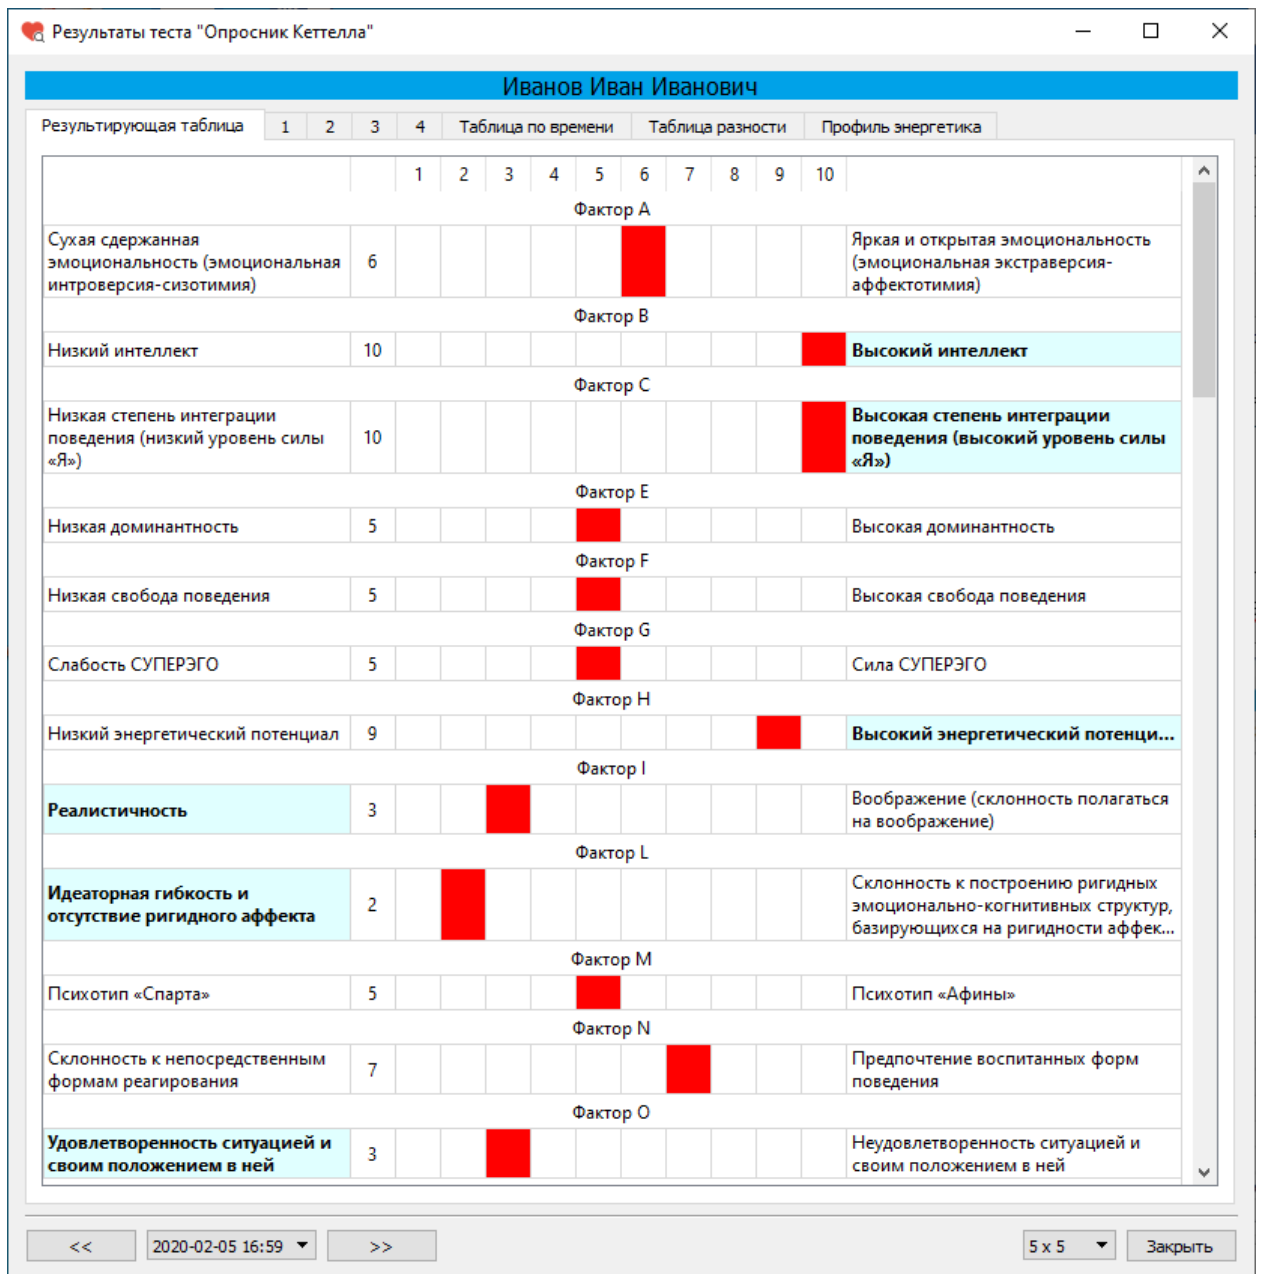 Результаты теста "Опросник Кеттелла"
Иванов Иван Иванович
Результирующая таблица 1 2 3 4 Таблица по времени Таблица разности Профиль энергетика
1 2 3 4 5 6 7 8 9 10
Фактор A
Сухая сдержанная
эмоциональность (эмоциональная
интроверсия-сизотимия)
6
Яркая и открытая эмоциональность
(эмоциональная экстраверсия-
аффектотимия)
Фактор B
Низкий интеллект 10 Высокий интеллект
Фактор C
Низкая степень интеграции
поведения (низкий уровень силы
«Я»)
10
Высокая степень интеграции
поведения (высокий уровень силы
«Я»)
Фактор E
Низкая доминантность 5 Высокая доминантность
Фактор F
Низкая свобода поведения 5 Высокая свобода поведения
Фактор G
Слабость СУПЕРЭГО 5 Сила СУПЕРЭГО
Фактор H
Низкий энергетический потенциал 9 Высокий энергетический потенци...
Фактор I
Реалистичность 3
Воображение (склонность полагаться
на воображение)
Фактор L
Идеаторная гибкость и
отсутствие ригидного аффекта
2
Склонность к построению ригидных
эмоционально-когнитивных структур,
базирующихся на ригидности аффек...
Фактор M
Психотип «Спарта» 5 Психотип «Афины»
Фактор N
Склонность к непосредственным
формам реагирования
7
Предпочтение воспитанных форм
поведения
Фактор O
Удовлетворенность ситуацией и
своим положением в ней
3
Неудовлетворенность ситуацией и
своим положением в ней
<< 2020-02-05 16:59 >> 5 x 5 Закрыть